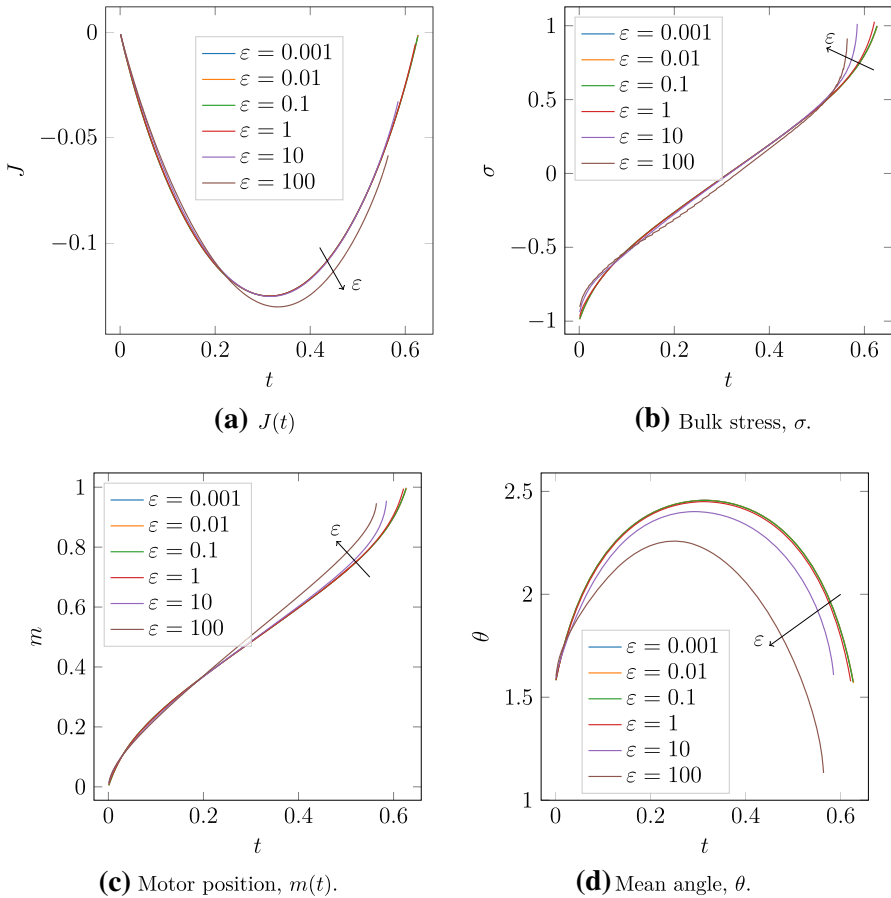 0
−0.05
−0.1
J
ε = 0.001
ε = 0.01
ε = 0.1
ε = 1
ε = 10
ε = 100
ε
0 0.2 0.4 0.6
t
(a) J(t)
1
0.5
0
−0.5
−1
σ
ε = 0.001
ε = 0.01
ε = 0.1
ε = 1
ε = 10
ε = 100
ε
0 0.2 0.4 0.6
t
(b) Bulk stress, σ.
1
0.8
0.6
0.4
0.2
0
m
ε = 0.001
ε = 0.01
ε = 0.1
ε = 1
ε = 10
ε = 100
ε
0 0.2 0.4 0.6
t
(c) Motor position, m(t).
2.5
2
1.5
1
θ
ε
ε = 0.001
ε = 0.01
ε = 0.1
ε = 1
ε = 10
ε = 100
0 0.2 0.4 0.6
t
(d) Mean angle, θ.